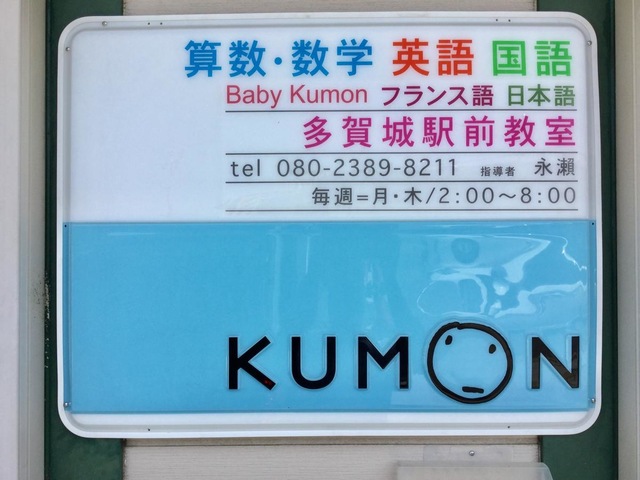 算数・数学 英語 国語
Baby Kumon フランス語 日本語
多賀城駅前教室
tel 080-2389-8211 指導者 永瀬
毎週=月・木/2:00〜8:00
KUMON